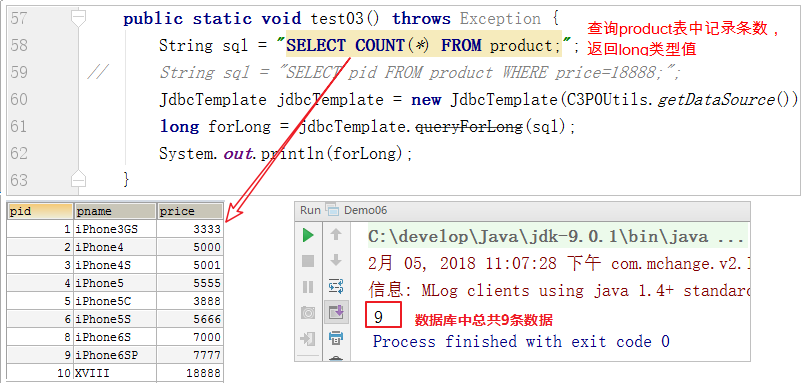 57 public static void test03() throws Exception {
58 String sql = "SELECT COUNT(*) FROM product;";
查询product表中记录条数，
返回long类型值
59 // String sql = "SELECT pid FROM product WHERE price=18888;";
60 JdbcTemplate jdbcTemplate = new JdbcTemplate(C3P0Utils.getDataSource())
61 long forLong = jdbcTemplate.queryForLong(sql);
62 System.out.println(forLong);
63 }
pid pname price
1 iPhone3GS 3333
2 iPhone4 5000
3 iPhone4S 5001
4 iPhone5 5555
5 iPhone5C 3888
6 iPhone5S 5666
8 iPhone6S 7000
9 iPhone6SP 7777
10 XVIII 18888
Run Demo06
C:\develop\Java\jdk-9.0.1\bin\java ...
2月 05, 2018 11:07:28 下午 com.mchange.v2.
信息: MLog clients using java 1.4+ standard
9 数据库中总共9条数据
Process finished with exit code 0